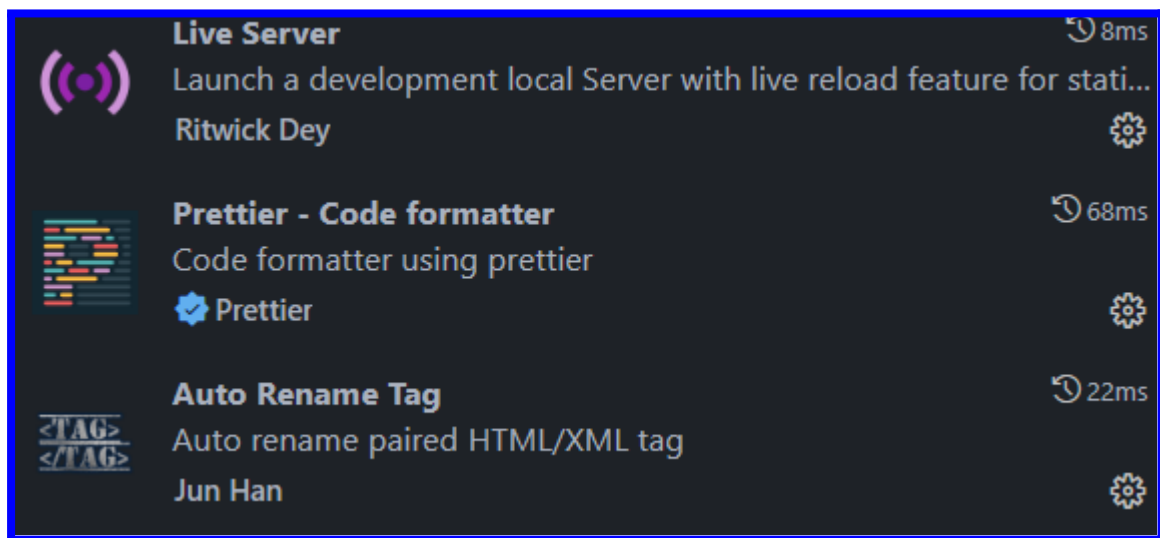 Live Server 8ms
Launch a development local Server with live reload feature for stati...
Ritwick Dey
Prettier - Code formatter 68ms
Code formatter using prettier
Prettier
Auto Rename Tag 22ms
<TAG>
</TAG>
Auto rename paired HTML/XML tag
Jun Han